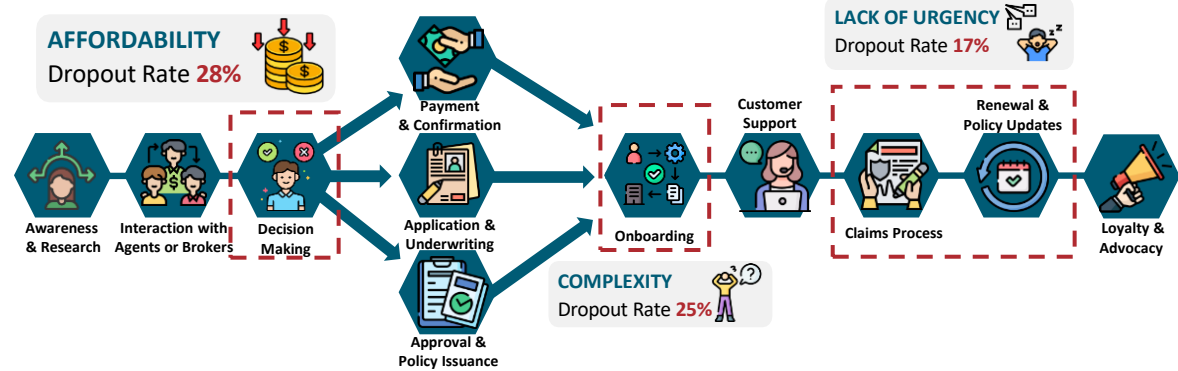 AFFORDABILITY
Dropout Rate 28%
LACK OF URGENCY
Dropout Rate 17%
Awareness
& Research
Interaction with
Agents or Brokers
Decision
Making
Payment
& Confirmation
Application &
Underwriting
Approval &
Policy Issuance
Onboarding
COMPLEXITY
Dropout Rate 25%
Customer
Support
Claims Process
Renewal &
Policy Updates
Loyalty &
Advocacy